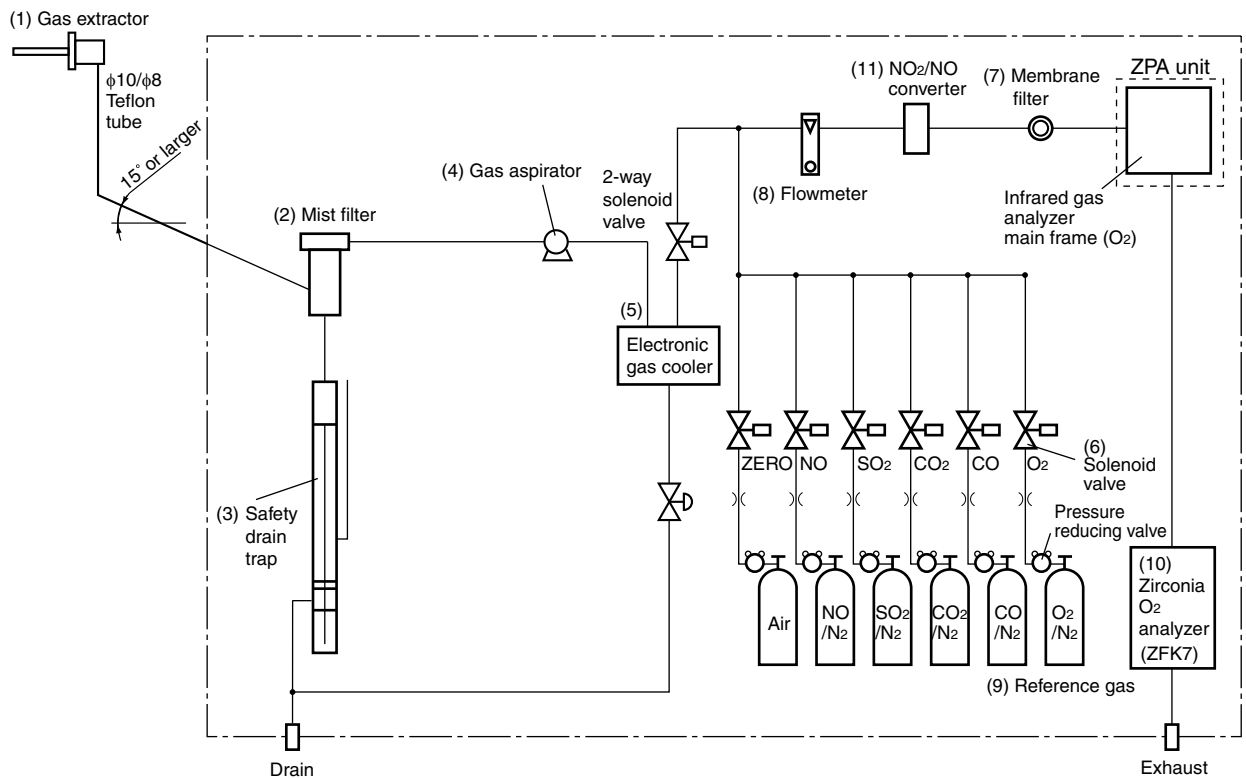 (1) Gas extractor
ϕ10/ϕ8
Teflon
tube
15° or larger
(2) Mist filter
(3) Safety
drain
trap
(4) Gas aspirator
2-way
solenoid
valve
(5)
Electronic
gas cooler
(11) NO₂/NO
converter
(7) Membrane
filter
ZPA unit
(8) Flowmeter
Infrared gas
analyzer
main frame (O₂)
ZERO NO SO₂ CO₂ CO O₂
(6)
Solenoid
valve
Pressure
reducing valve
Air
NO
/N₂
SO₂
/N₂
CO₂
/N₂
CO
/N₂
O₂
/N₂
(9) Reference gas
(10)
Zirconia
O₂
analyzer
(ZFK7)
Drain
Exhaust